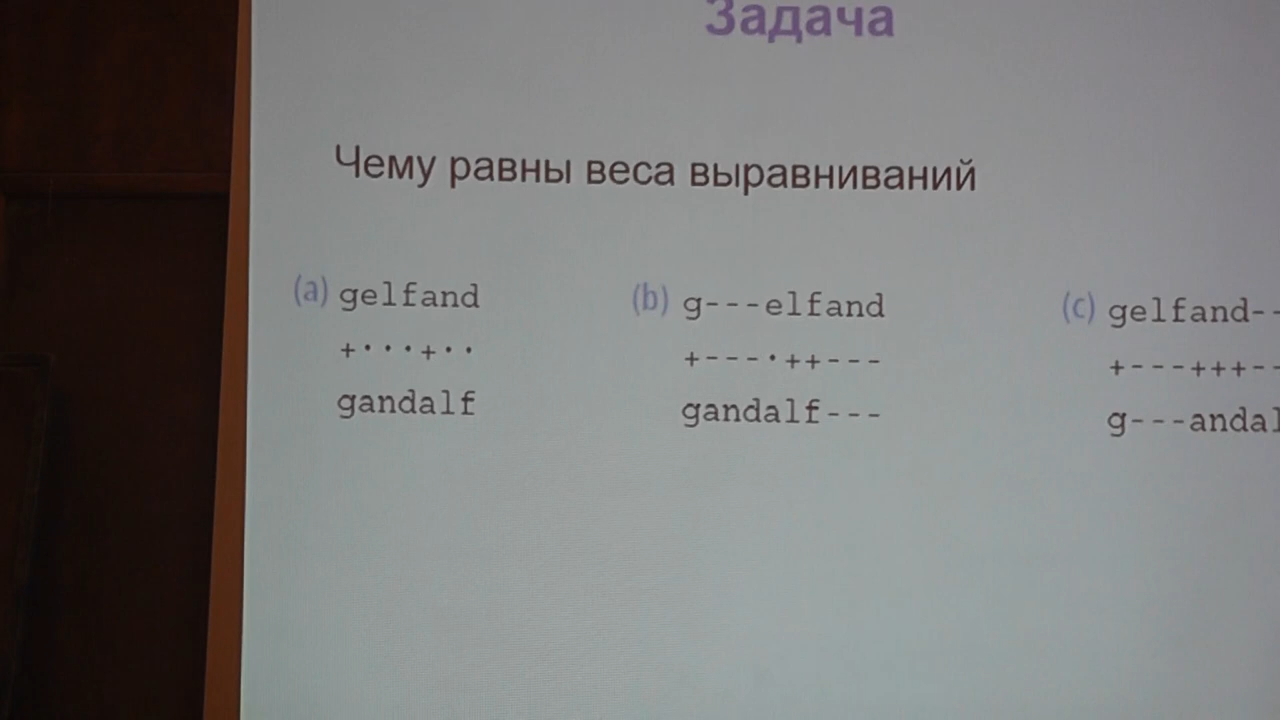 Задача
Чему равны веса выравниваний
(a) gelfand
+···+··
gandalf
(b) g---elfand
+---·++---
gandalf---
(c) gelfand--
+---+++--
g---andal